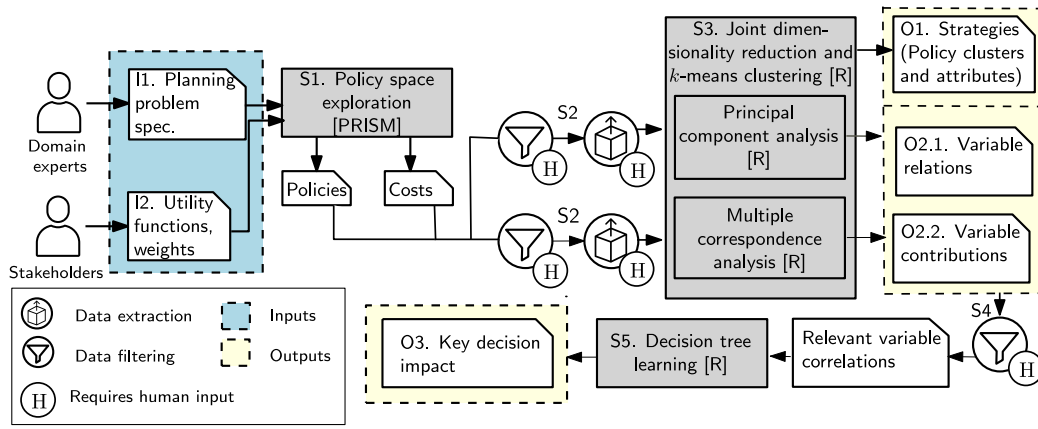 Domain
experts
Stakeholders
I1. Planning
problem
spec.
I2. Utility
functions,
weights
S1. Policy space
exploration
[PRISM]
Policies
Costs
S2
H
H
S2
H
H
S3. Joint dimen-
sionality reduction and
k-means clustering [R]
Principal
component analysis
[R]
Multiple
correspondence
analysis [R]
O1. Strategies
(Policy clusters
and attributes)
O2.1. Variable
relations
O2.2. Variable
contributions
S4
H
Relevant variable
correlations
S5. Decision tree
learning [R]
O3. Key decision
impact
Data extraction
Inputs
Data filtering
Outputs
H
Requires human input